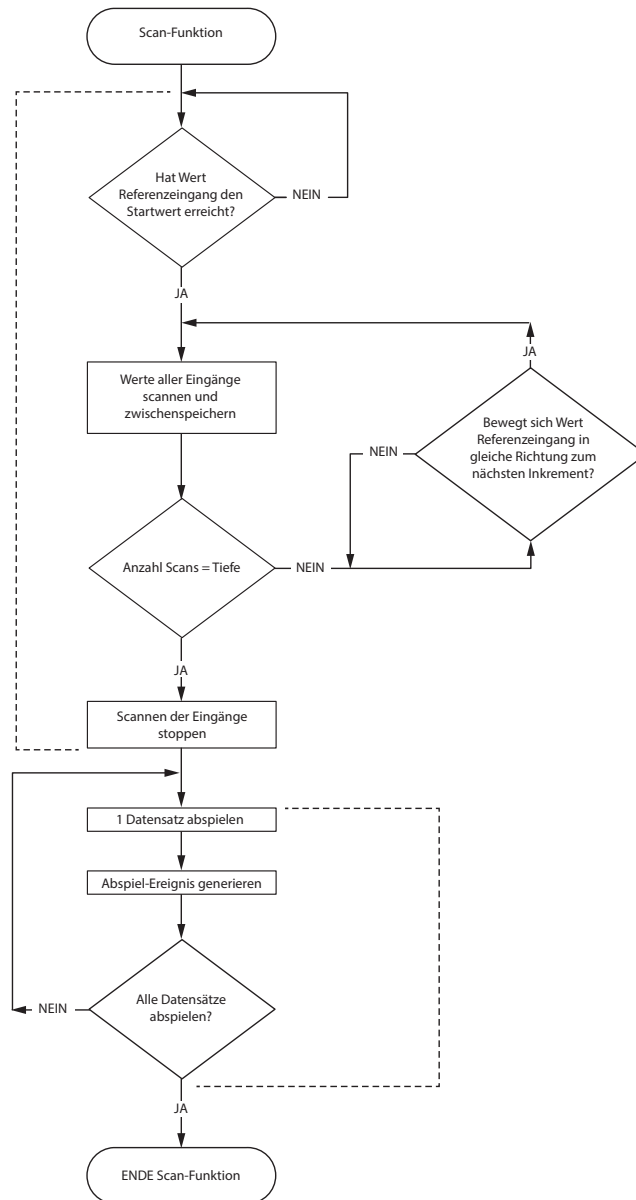 Scan-Funktion
Hat Wert
Referenzeingang den
Startwert erreicht?
NEIN
JA
Werte aller Eingänge
scannen und
zwischenspeichern
JA
Bewegt sich Wert
Referenzeingang in
gleiche Richtung zum
nächsten Inkrement?
NEIN
Anzahl Scans = Tiefe
NEIN
JA
Scannen der Eingänge
stoppen
1 Datensatz abspielen
Abspiel-Ereignis generieren
Alle Datensätze
abspielen?
NEIN
JA
ENDE Scan-Funktion